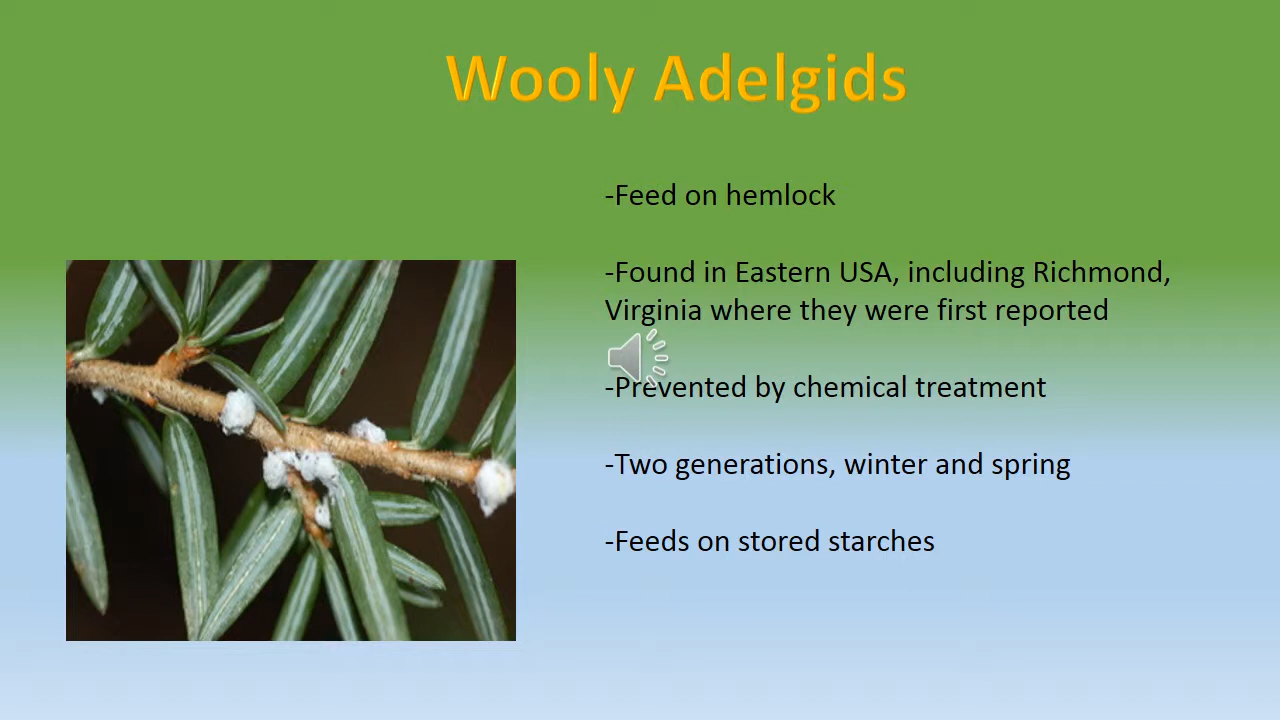 Wooly Adelgids
-Feed on hemlock
-Found in Eastern USA, including Richmond,
Virginia where they were first reported
-Prevented by chemical treatment
-Two generations, winter and spring
-Feeds on stored starches